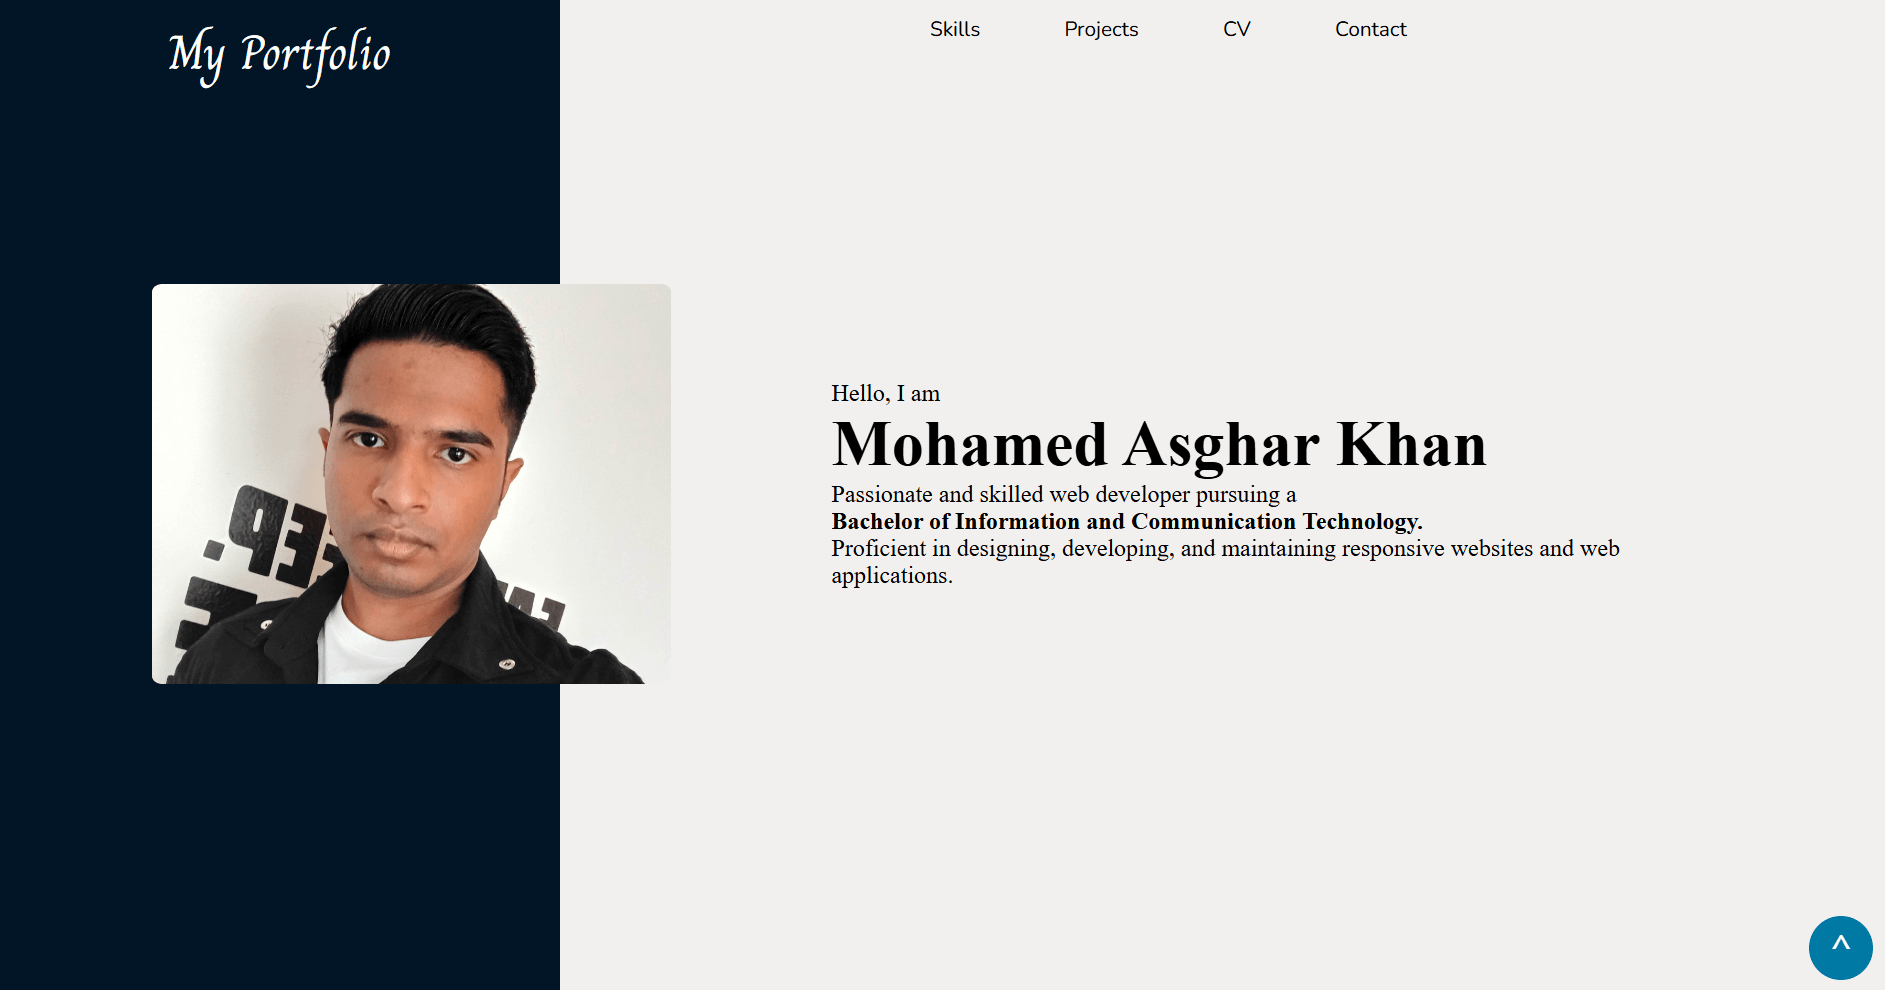 My Portfolio
Skills
Projects
CV
Contact
Hello, I am
Mohamed Asghar Khan
Passionate and skilled web developer pursuing a
Bachelor of Information and Communication Technology.
Proficient in designing, developing, and maintaining responsive websites and web
applications.
^